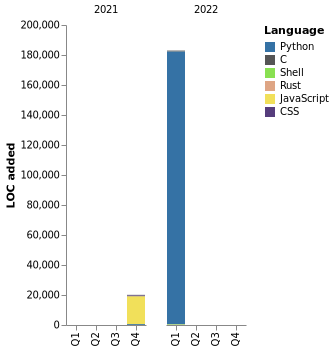 2021 2022
Language
Python
C
Shell
Rust
JavaScript
CSS
LOC added
200,000
180,000
160,000
140,000
120,000
100,000
80,000
60,000
40,000
20,000
0
Q1 Q2 Q3 Q4 Q1 Q2 Q3 Q4